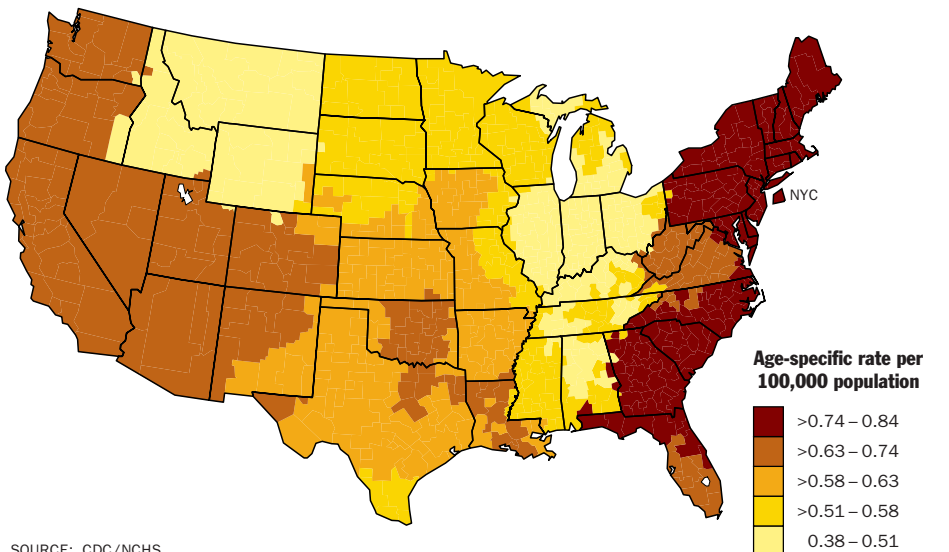 NYC
Age-specific rate per
100,000 population
>0.74 – 0.84
>0.63 – 0.74
>0.58 – 0.63
>0.51 – 0.58
0.38 – 0.51
SOURCE: CDC/NCHS